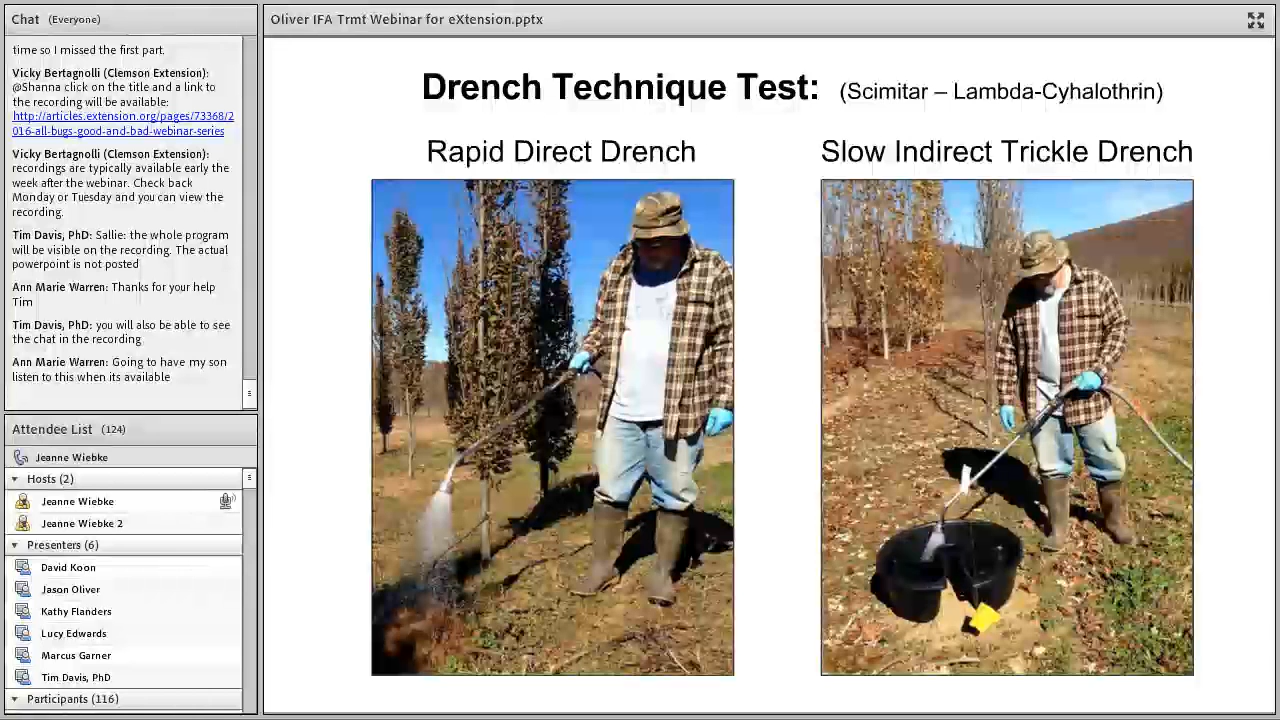 Chat (Everyone)
time so I missed the first part.
Vicky Bertagnolli (Clemson Extension):
@Sharma click on the title and a link to
the recording will be available:
http://articles.extension.org/pages/73368/2
016-all-bugs-good-and-bad-webinar-series
Vicky Bertagnolli (Clemson Extension):
recordings are typically available early the
week after the webinar. Check back
Monday or Tuesday and you can view the
recording.
Tim Davis, PhD: Sallie: the whole program
will be visible on the recording. The actual
powerpoint is not posted
Ann Marie Warren: Thanks for your help
Tim
Tim Davis, PhD: you will also be able to see
the chat in the recording
Ann Marie Warren: Going to have my son
listen to this when its available
Attendee List (124)
Jeanne Wiebke
Hosts (2)
Jeanne Wiebke
Jeanne Wiebke 2
Presenters (6)
David Koon
Jason Oliver
Kathy Flanders
Lucy Edwards
Marcus Garner
Tim Davis, PhD
Participants (116)
Oliver IFA Trmt Webinar for eXtension.pptx
Drench Technique Test: (Scimitar – Lambda-Cyhalothrin)
Rapid Direct Drench
Slow Indirect Trickle Drench